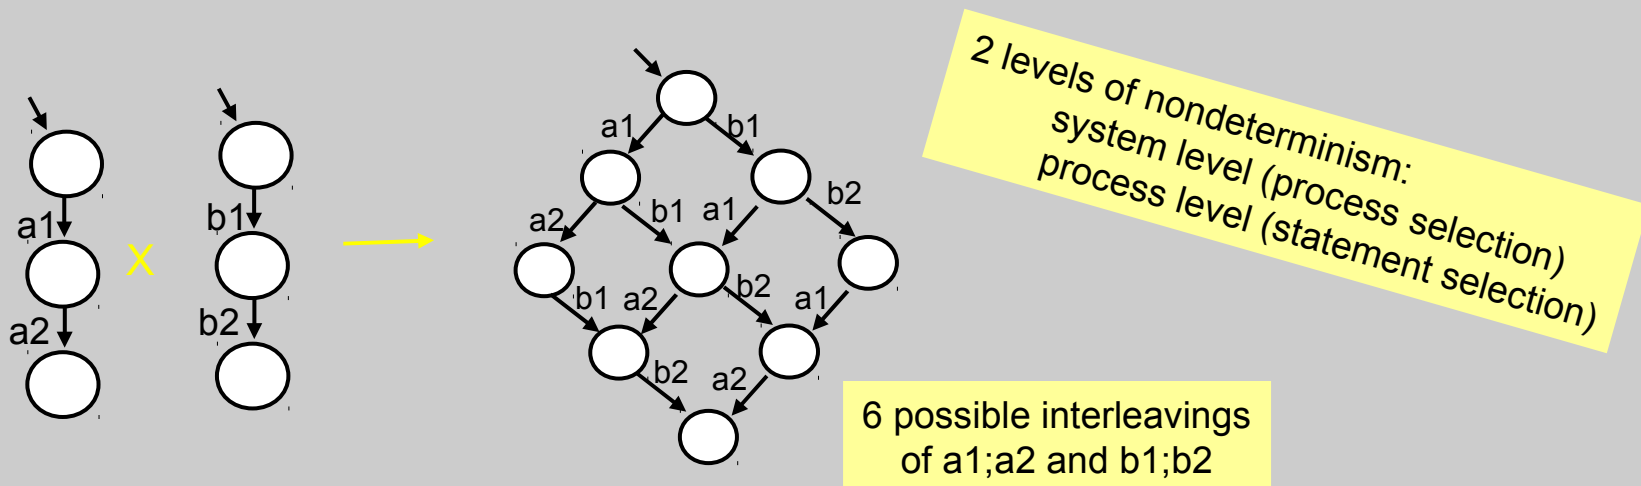 a1
a2
X
b1
b2
a1
b1
a2
b1
a1
b2
b1
a2
b2
a1
b2
a2
2 levels of nondeterminism:
system level (process selection)
process level (statement selection)
6 possible interleavings
of a1;a2 and b1;b2